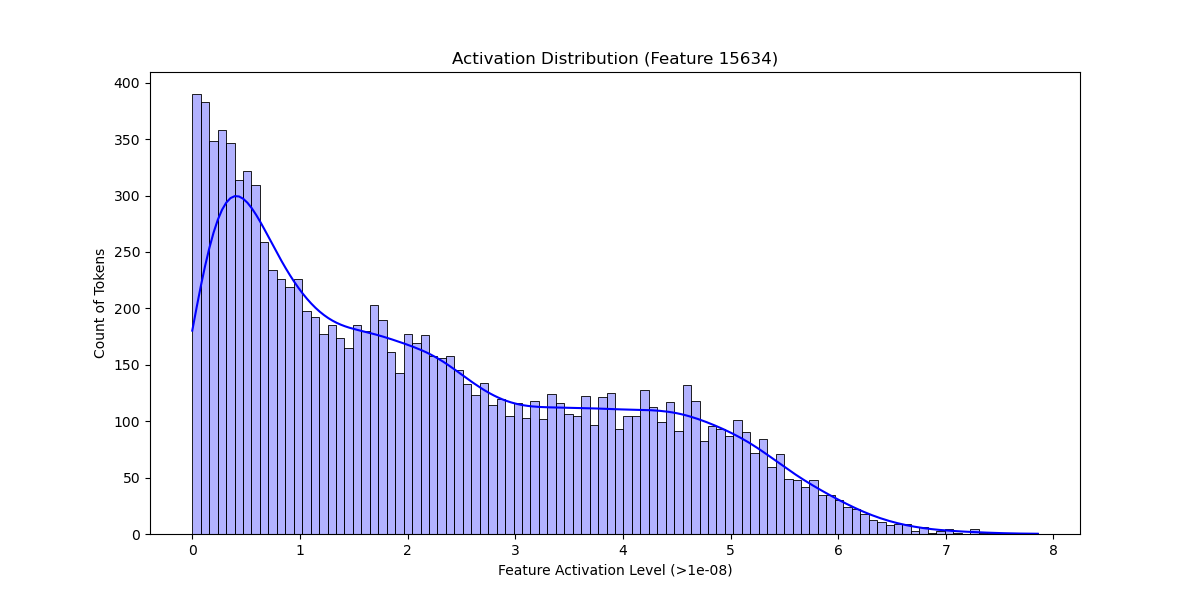 Activation Distribution (Feature 15634)
400
350
300
250
200
150
100
50
0
Count of Tokens
0 1 2 3 4 5 6 7 8
Feature Activation Level (>1e-08)